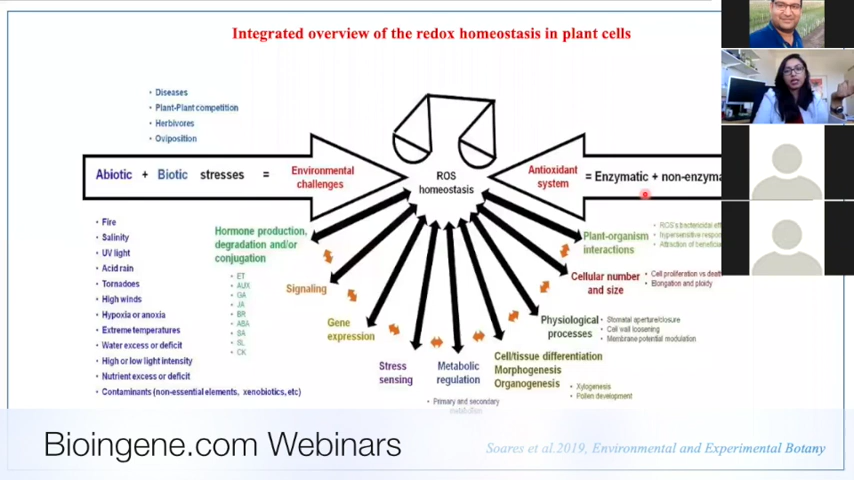 Integrated overview of the redox homeostasis in plant cells
• Diseases
• Plant-Plant competition
• Herbivores
• Oviposition
Abiotic + Biotic stresses =
Environmental
challenges
ROS
homeostasis
Antioxidant
system
= Enzymatic + non-enzyma
• Fire
• Salinity
• UV light
• Acid rain
• Tornadoes
• High winds
• Hypoxia or anoxia
• Extreme temperatures
• Water excess or deficit
• High or low light intensity
• Nutrient excess or deficit
• Contaminants (non-essential elements, xenobiotics, etc)
Hormone production,
degradation and/or
conjugation
• ET
• AUX
• GA
• JA
• BR
• ABA
• SA
• SL
• CK
Signaling
Gene
expression
Stress
sensing
Metabolic
regulation
• Primary and secondary
metabolism
Cell/tissue differentiation
Morphogenesis
Organogenesis
• Xylogenesis
• Pollen development
Physiological
processes
• Stomatal aperture/closure
• Cell wall loosening
• Membrane potential modulation
Cellular number
and size
• Cell proliferation vs death
• Elongation and ploidy
Plant-organism
interactions
• ROS's bactericidal
• hypersensitive
• Attraction of
Bioingene.com Webinars
Soares et al.2019, Environmental and Experimental Botany